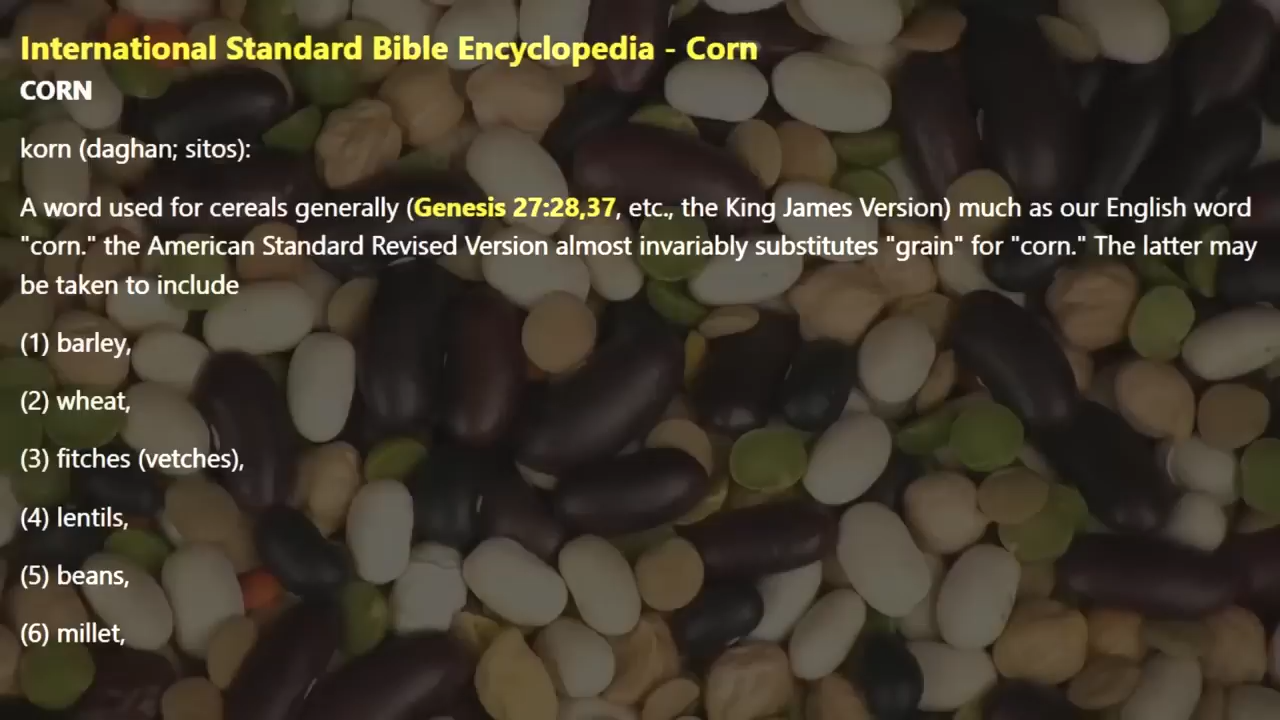 International Standard Bible Encyclopedia - Corn
CORN
korn (daghan; sitos):
A word used for cereals generally (Genesis 27:28,37, etc., the King James Version) much as our English word
"corn." the American Standard Revised Version almost invariably substitutes "grain" for "corn." The latter may
be taken to include
(1) barley,
(2) wheat,
(3) fitches (vetches),
(4) lentils,
(5) beans,
(6) millet,